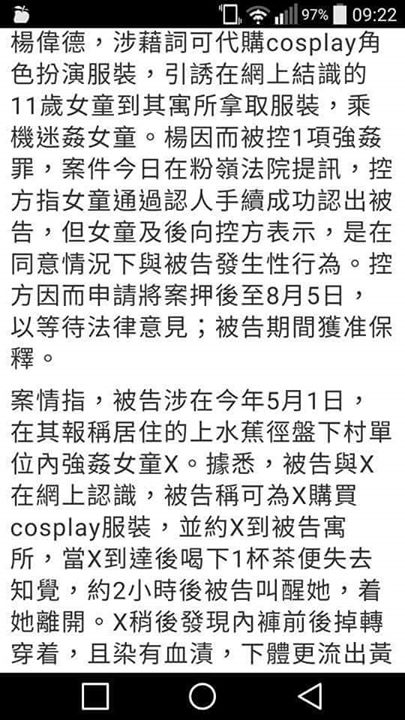 97% 09:22
楊偉德，涉藉詞可代購cosplay角
色扮演服裝，引誘在網上結識的
11歲女童到其寓所拿取服裝，乘
機迷姦女童。楊因而被控1項強姦
罪，案件今日在粉嶺法院提訊，控
方指女童通過認人手續成功認出被
告，但女童及後向控方表示，是在
同意情況下與被告發生性行為。控
方因而申請將案押後至8月5日，
以等待法律意見；被告期間獲准保
釋。
案情指，被告涉在今年5月1日，
在其報稱居住的上水蕉徑盤下村單
位內強姦女童X。據悉，被告與X
在網上認識，被告稱可為X購買
cosplay服裝，並約X到被告寓
所，當X到達後喝下1杯茶便失去
知覺，約2小時後被告叫醒她，着
她離開。X稍後發現內褲前後掉轉
穿着，且染有血漬，下體更流出黃